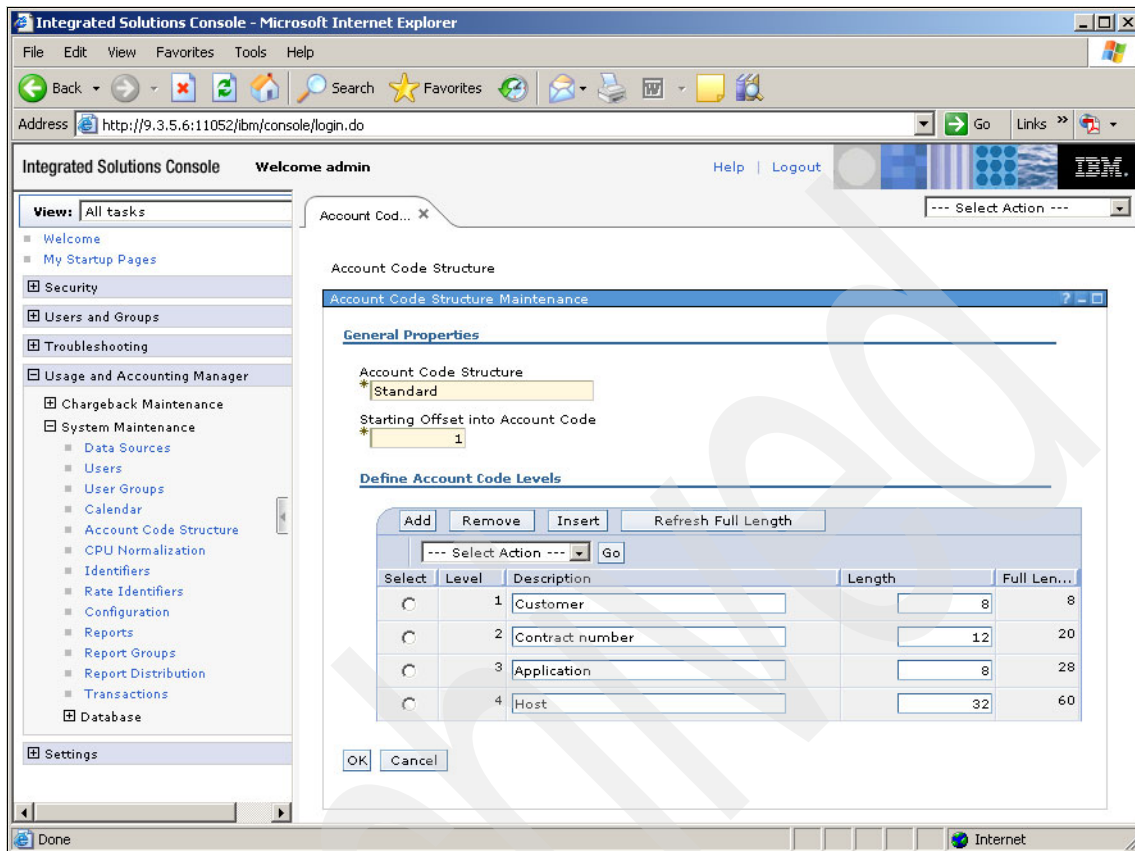 Integrated Solutions Console - Microsoft Internet Explorer
File Edit View Favorites Tools Help
Back Search Favorites
Address http://9.3.5.6:11052/ibm/console/login.do Go Links »
Integrated Solutions Console Welcome admin Help | Logout IBM.
View: All tasks
Account Cod... X
--- Select Action ---
Welcome
My Startup Pages
Security
Users and Groups
Troubleshooting
Usage and Accounting Manager
Chargeback Maintenance
System Maintenance
Data Sources
Users
User Groups
Calendar
Account Code Structure
CPU Normalization
Identifiers
Rate Identifiers
Configuration
Reports
Report Groups
Report Distribution
Transactions
Database
Settings
Account Code Structure
Account Code Structure Maintenance ?
General Properties
Account Code Structure
* Standard
Starting Offset into Account Code
* 1
Define Account Code Levels
Add Remove Insert Refresh Full Length
--- Select Action --- Go
Select Level Description Length Full Len...
1 Customer 8 8
2 Contract number 12 20
3 Application 8 28
4 Host 32 60
OK Cancel
Done Internet